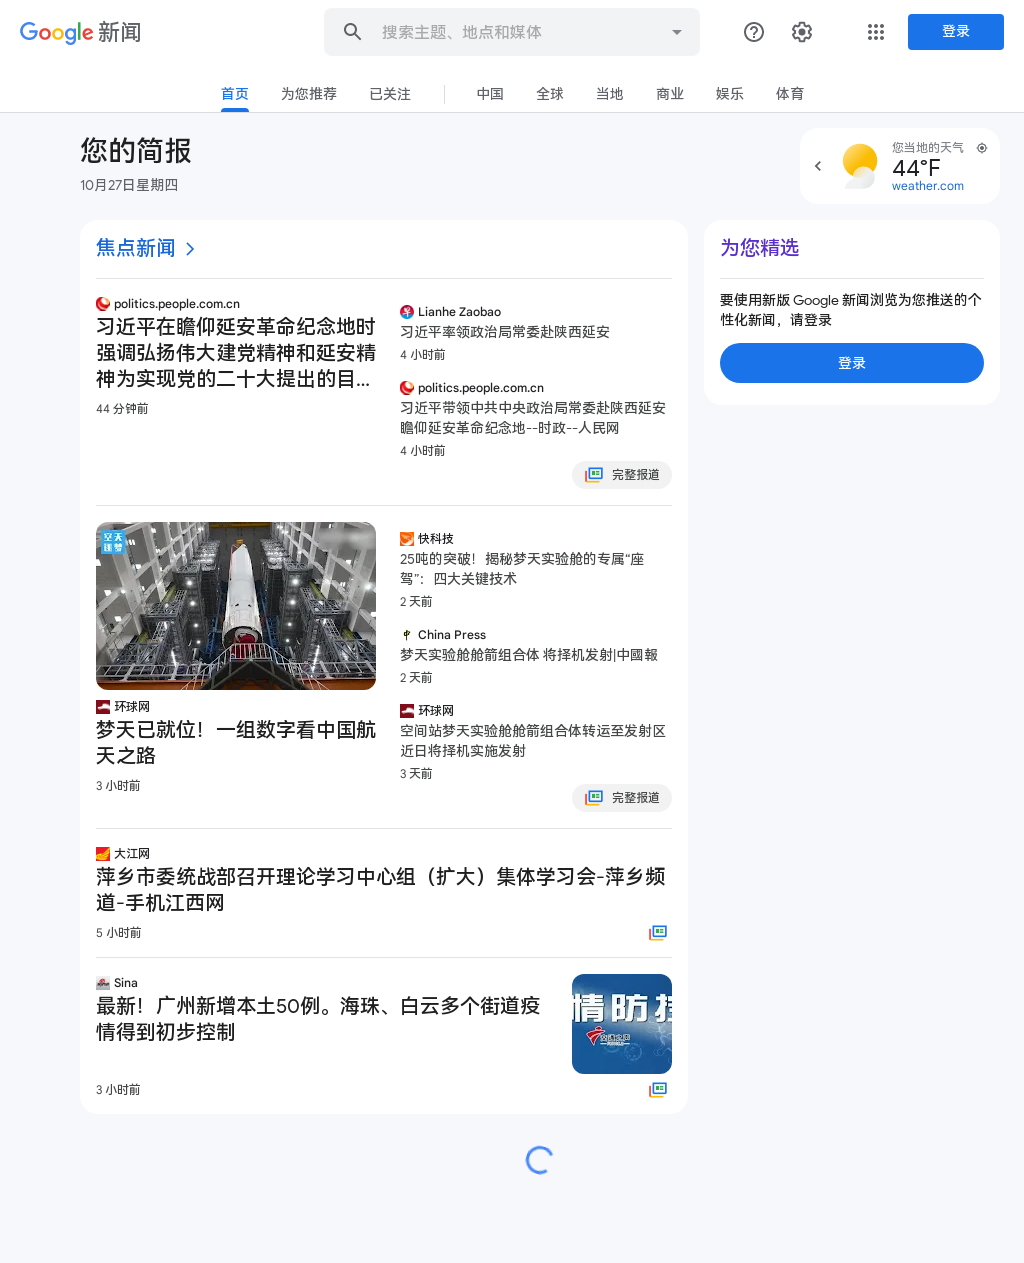 Google 新闻
搜索主题、地点和媒体
登录
首页
为您推荐
已关注
中国
全球
当地
商业
娱乐
体育
您的简报
10月27日星期四
您当地的天气
44°F
weather.com
焦点新闻
politics.people.com.cn
习近平在瞻仰延安革命纪念地时
强调弘扬伟大建党精神和延安精
神为实现党的二十大提出的目...
44 分钟前
Lianhe Zaobao
习近平率领政治局常委赴陕西延安
4 小时前
politics.people.com.cn
习近平带领中共中央政治局常委赴陕西延安
瞻仰延安革命纪念地--时政--人民网
4 小时前
完整报道
空天
逐梦
环球网
梦天已就位！一组数字看中国航
天之路
3 小时前
快科技
25吨的突破！揭秘梦天实验舱的专属“座
驾”：四大关键技术
2 天前
China Press
梦天实验舱舱箭组合体 将择机发射|中國報
2 天前
环球网
空间站梦天实验舱舱箭组合体转运至发射区
近日将择机实施发射
3 天前
完整报道
大江网
萍乡市委统战部召开理论学习中心组（扩大）集体学习会-萍乡频
道-手机江西网
5 小时前
Sina
最新！广州新增本土50例。海珠、白云多个街道疫
情得到初步控制
3 小时前
情防控
为您精选
要使用新版 Google 新闻浏览为您推送的个
性化新闻，请登录
登录